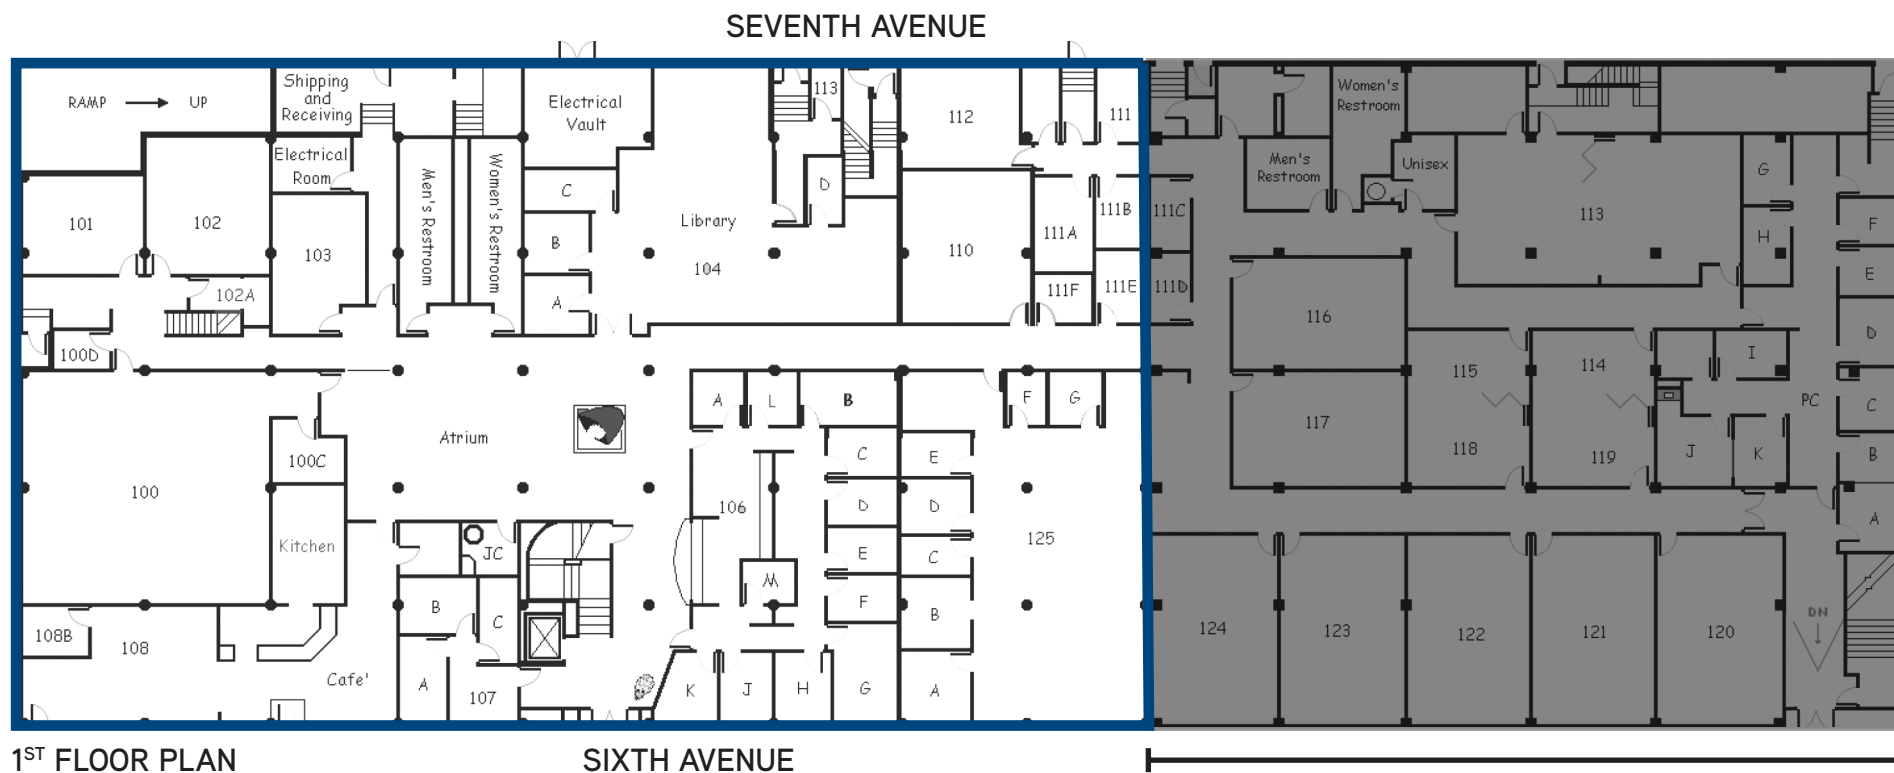 SEVENTH AVENUE
RAMP → UP
Shipping
and
Receiving
Electrical
Vault
113
112
111
Women's
Restroom
Electrical
Room
Men's Restroom
Women's Restroom
C
D
Men's
Restroom
Unisex
G
101
102
103
B
Library
104
110
111A
111B
111C
113
H
F
E
102A
A
111F
111E
111D
116
D
100D
115
114
I
A
L
B
F
G
117
PC
C
Atrium
100C
C
E
118
119
J
K
B
100
106
D
D
125
A
Kitchen
JC
E
C
M
B
C
F
B
108B
108
124
123
122
121
120
DN
Cafe'
A
107
K
J
H
G
A
1ST FLOOR PLAN
SIXTH AVENUE